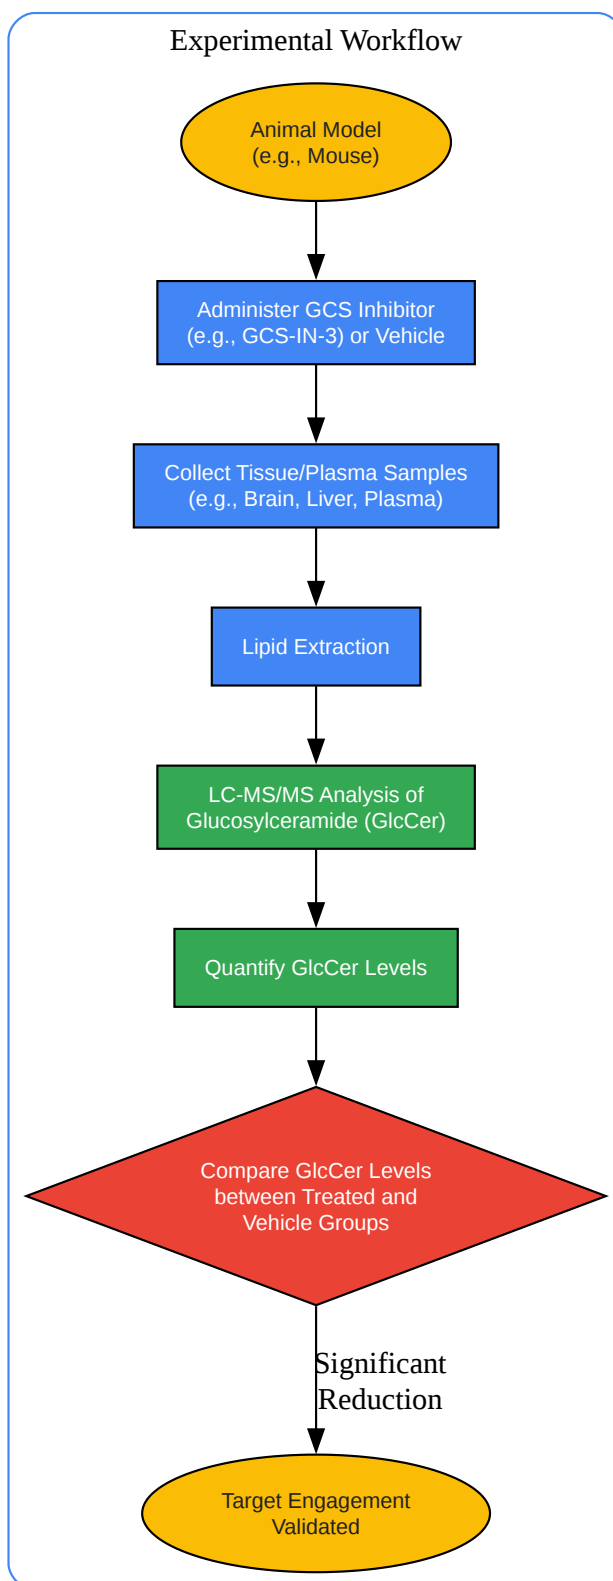 Experimental Workflow
Animal Model
(e.g., Mouse)
Administer GCS Inhibitor
(e.g., GCS-IN-3) or Vehicle
Collect Tissue/Plasma Samples
(e.g., Brain, Liver, Plasma)
Lipid Extraction
LC-MS/MS Analysis of
Glucosylceramide (GlcCer)
Quantify GlcCer Levels
Compare GlcCer Levels
between Treated and
Vehicle Groups
Significant
Reduction
Target Engagement
Validated